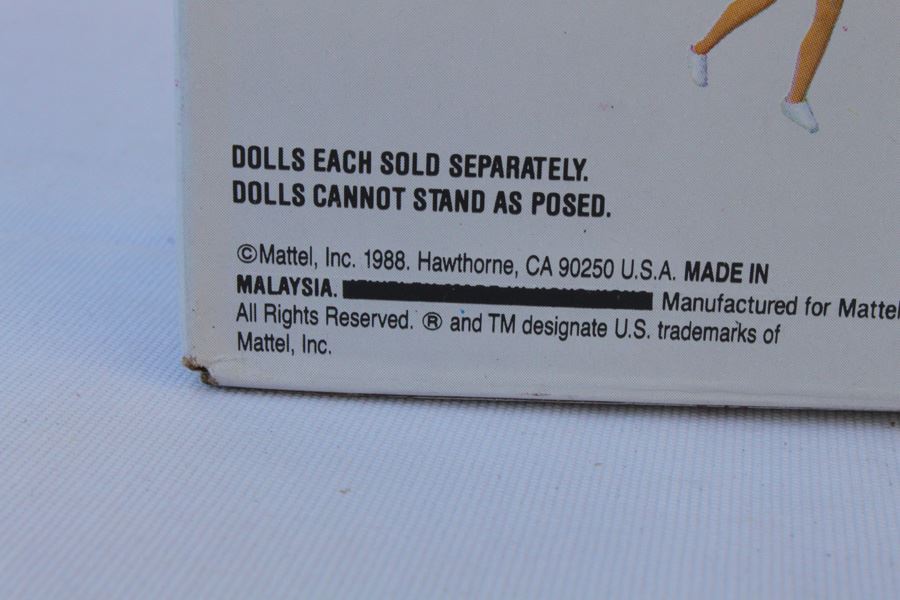 DOLLS EACH SOLD SEPARATELY.
DOLLS CANNOT STAND AS POSED.
©Mattel, Inc. 1988. Hawthorne, CA 90250 U.S.A. MADE IN
MALAYSIA. Manufactured for Mattel
All Rights Reserved. ® and TM designate U.S. trademarks of
Mattel, Inc.